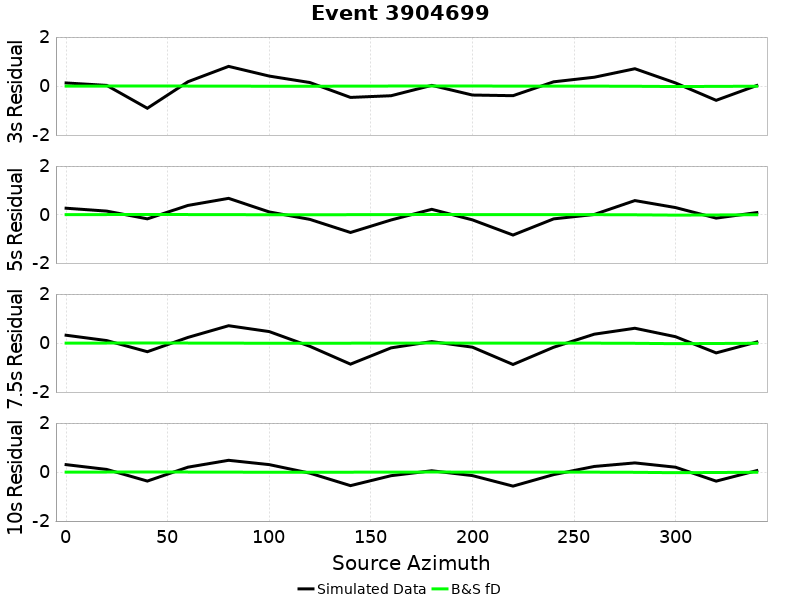 Event 3904699
3s Residual
2
0
-2
5s Residual
2
0
-2
7.5s Residual
2
0
-2
10s Residual
2
0
-2
0 50 100 150 200 250 300
Source Azimuth
Simulated Data B&S fD